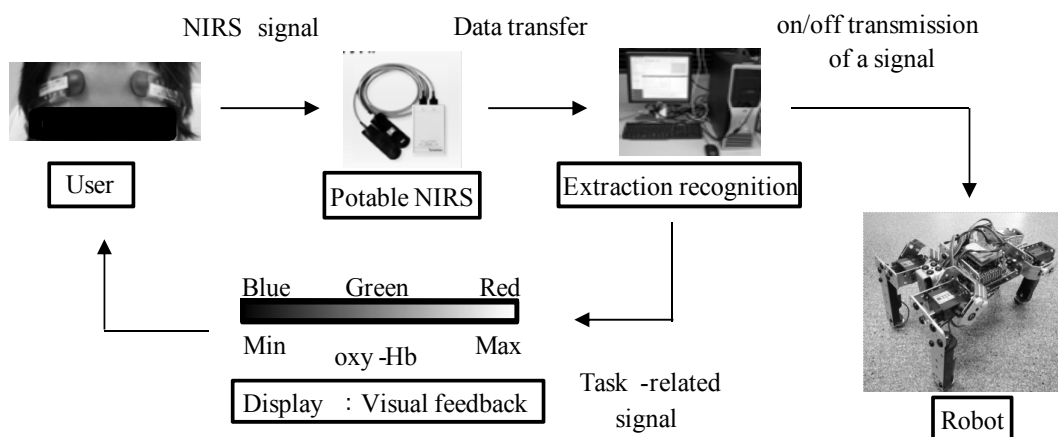 NIRS signal
Data transfer
on/off transmission
of a signal
User
Potable NIRS
Extraction recognition
Blue Green Red
Min oxy-Hb Max
Display : Visual feedback
Task -related
signal
Robot